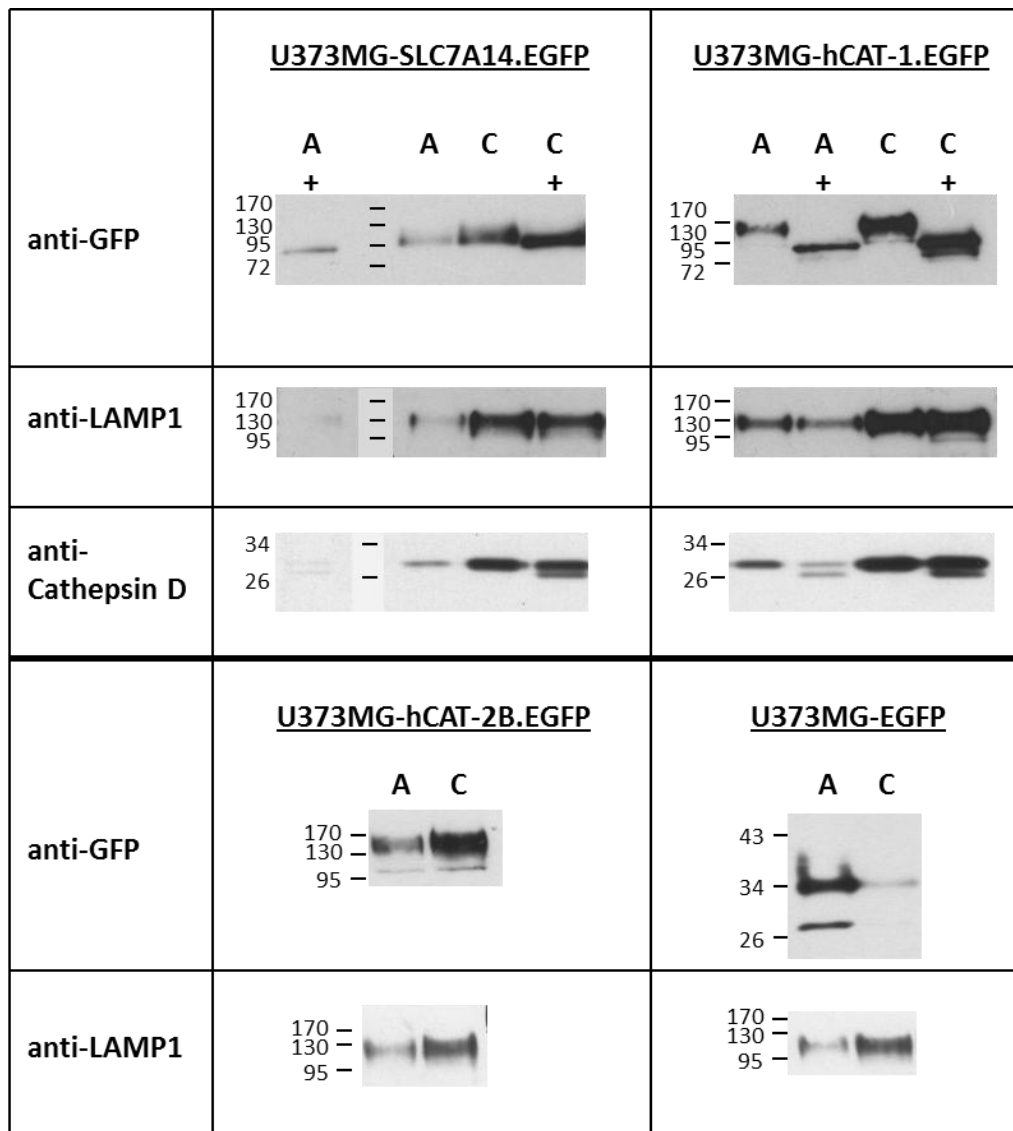 U373MG-SLC7A14.EGFP
U373MG-hCAT-1.EGFP
A A C C
+ +
A A C C
+ +
anti-GFP
170
130
95
72
170
130
95
72
anti-LAMP1
170
130
95
170
130
95
anti-
Cathepsin D
34
26
34
26
U373MG-hCAT-2B.EGFP
U373MG-EGFP
A C
A C
anti-GFP
170
130
95
43
34
26
anti-LAMP1
170
130
95
170
130
95